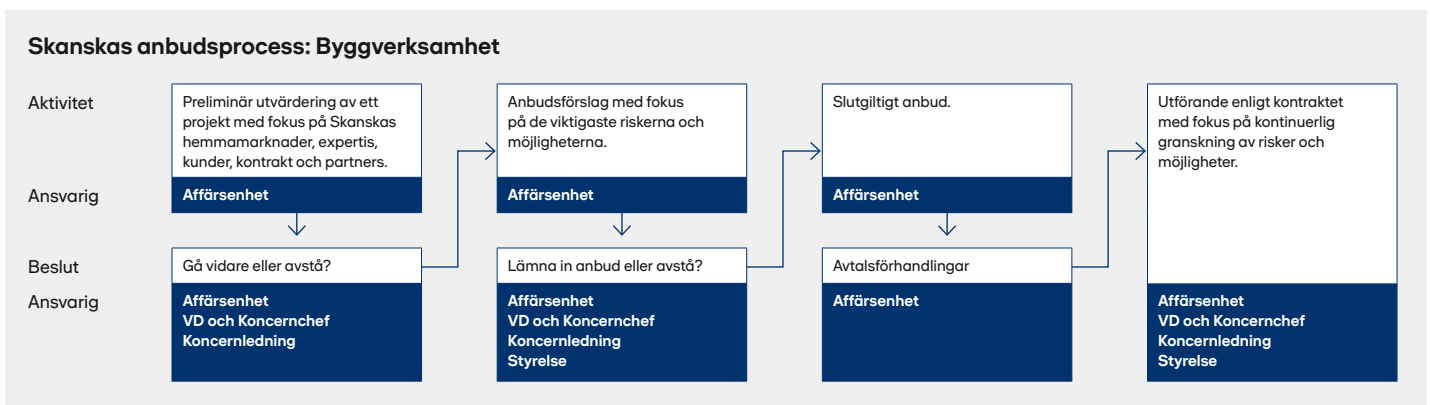 Skanskas anbudsprocess: Byggverksamhet
Aktivitet
Preliminär utvärdering av ett
projekt med fokus på Skanskas
hemmamarknader, expertis,
kunder, kontrakt och partners.
Anbudsförslag med fokus
på de viktigaste riskerna och
möjligheterna.
Slutgiltigt anbud.
Utförande enligt kontraktet
med fokus på kontinuerlig
granskning av risker och
möjligheter.
Ansvarig
Affärsenhet
Affärsenhet
Affärsenhet
Beslut
Gå vidare eller avstå?
Lämna in anbud eller avstå?
Avtalsförhandlingar
Ansvarig
Affärsenhet
VD och Koncernchef
Koncernledning
Affärsenhet
VD och Koncernchef
Koncernledning
Styrelse
Affärsenhet
Affärsenhet
VD och Koncernchef
Koncernledning
Styrelse